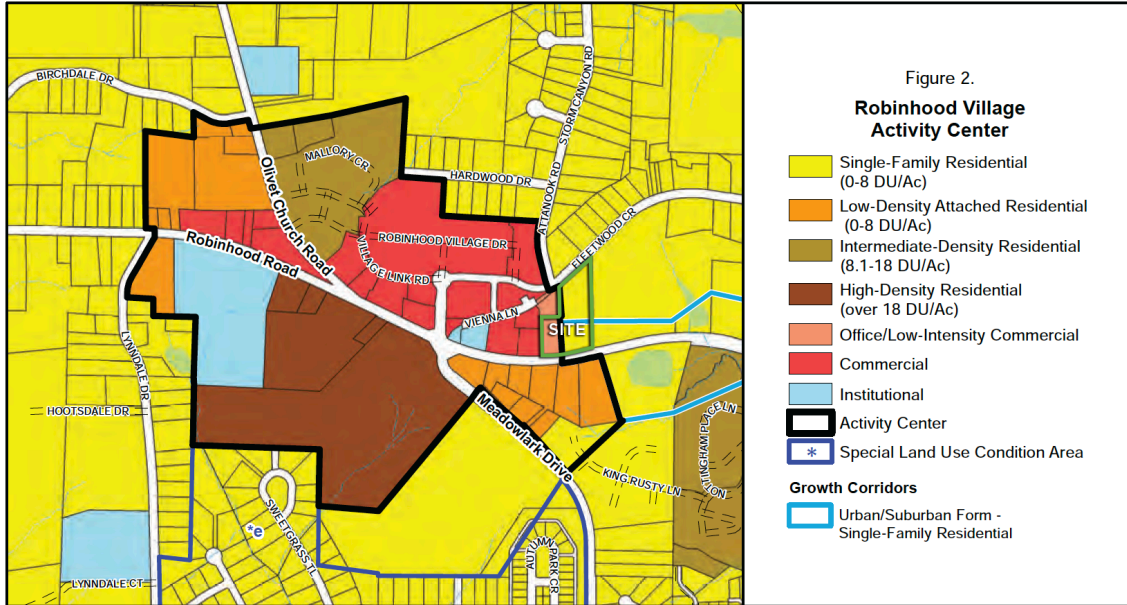 BIRCHDALE DR
STORM CANYON RD
Olivet Church Road
MALLORY CR
HARDWOOD DR
ATTANOOK RD
FLEETWOOD CR
ROBINHOOD VILLAGE DR
Robinhood Road
VILLAGE LINK RD
VIENNA LN
SITE
LYNNDALE DR
HOOTSDALE DR
Meadowlark Drive
NOTTINGHAM PLACE LN
KING RUSTY LN
*e
SWEETGRASS TL
AUTUMN PARK CR
LYNNDALE CT
Figure 2.
Robinhood Village
Activity Center
Single-Family Residential
(0-8 DU/Ac)
Low-Density Attached Residential
(0-8 DU/Ac)
Intermediate-Density Residential
(8.1-18 DU/Ac)
High-Density Residential
(over 18 DU/Ac)
Office/Low-Intensity Commercial
Commercial
Institutional
Activity Center
* Special Land Use Condition Area
Growth Corridors
Urban/Suburban Form -
Single-Family Residential